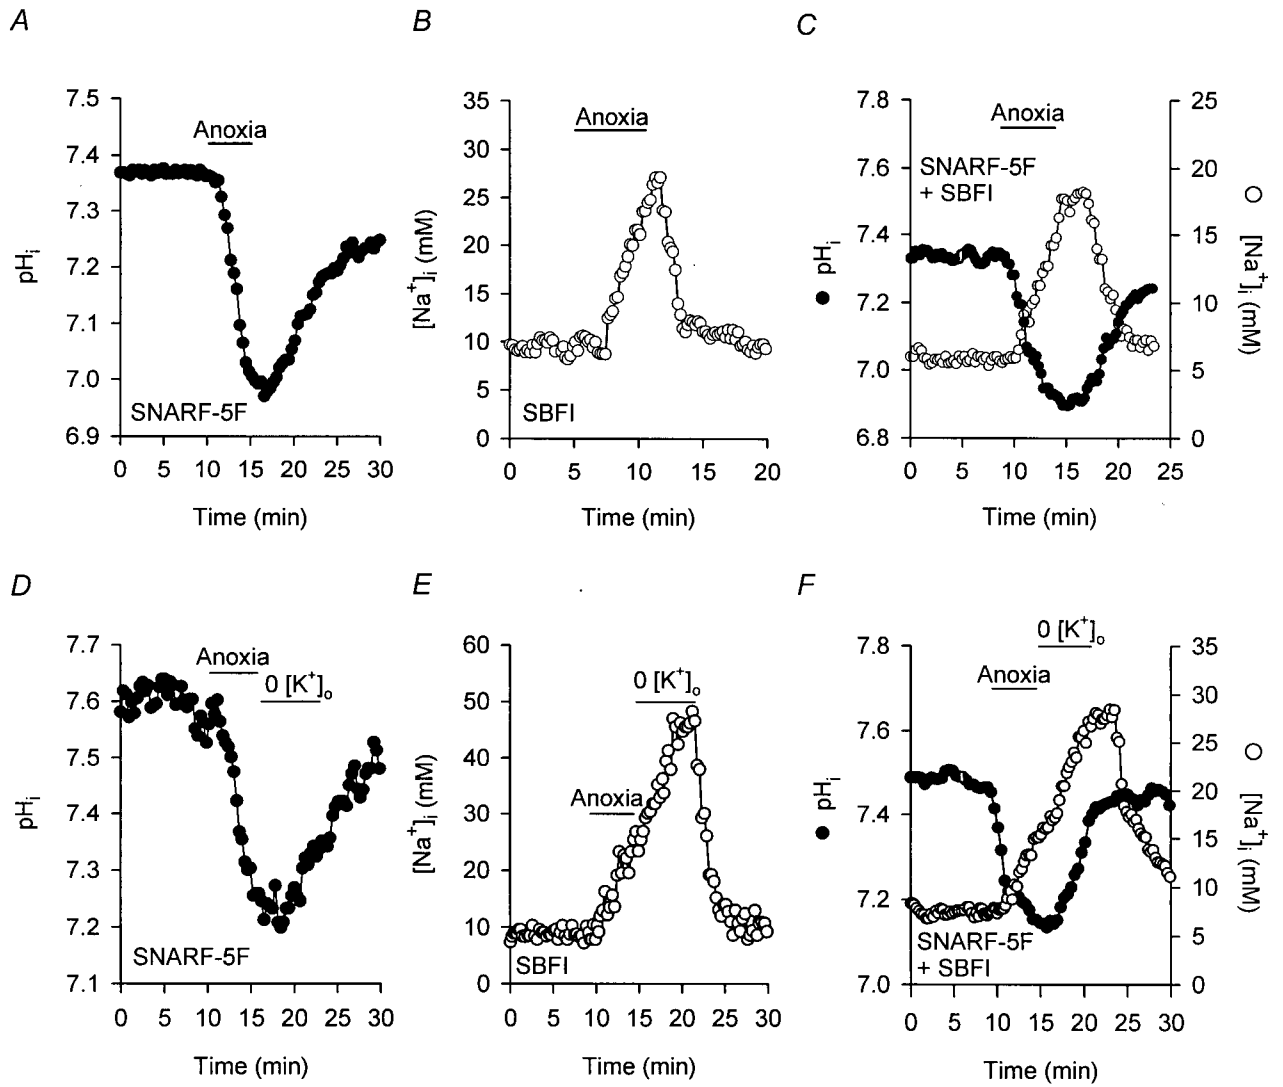 A
7.5
7.4
7.3
7.2
7.1
7.0
6.9
pHi
Anoxia
SNARF-5F
0 5 10 15 20 25 30
Time (min)
B
35
30
25
20
15
10
5
0
[Na+]i (mM)
Anoxia
SBFI
0 5 10 15 20
Time (min)
C
7.8
7.6
7.4
7.2
7.0
6.8
pHi
Anoxia
SNARF-5F
+ SBFI
25
20
15
10
5
0
[Na+]i (mM)
0 5 10 15 20 25
Time (min)
D
7.7
7.6
7.5
7.4
7.3
7.2
7.1
pHi
Anoxia
0 [K+]o
SNARF-5F
0 5 10 15 20 25 30
Time (min)
E
60
50
40
30
20
10
0
[Na+]i (mM)
0 [K+]o
Anoxia
SBFI
0 5 10 15 20 25 30
Time (min)
F
7.8
7.6
7.4
7.2
7.0
pHi
0 [K+]o
Anoxia
SNARF-5F
+ SBFI
35
30
25
20
15
10
5
0
[Na+]i (mM)
0 5 10 15 20 25 30
Time (min)